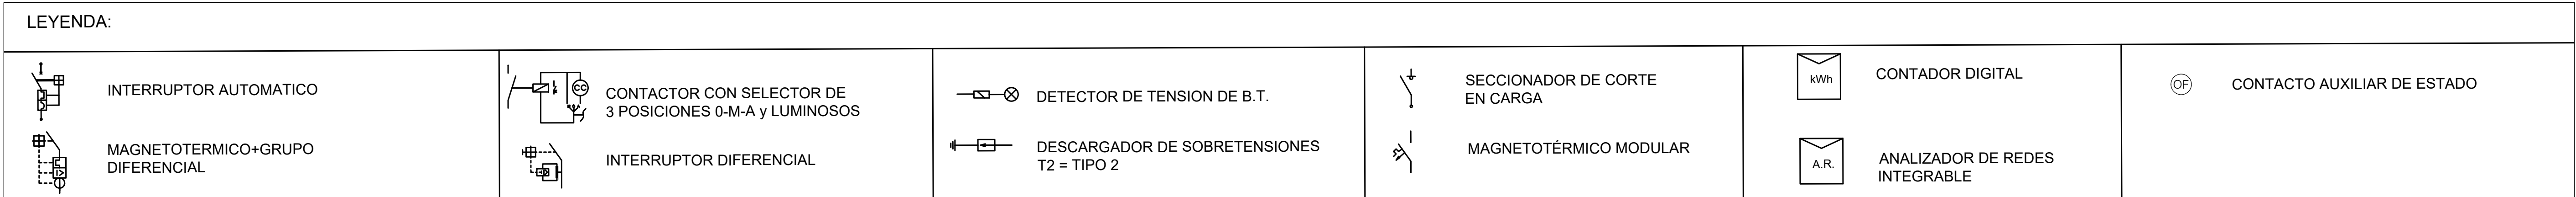 LEYENDA:
INTERRUPTOR AUTOMATICO
MAGNETOTERMICO+GRUPO
DIFERENCIAL
CC
CONTACTOR CON SELECTOR DE
3 POSICIONES 0-M-A y LUMINOSOS
INTERRUPTOR DIFERENCIAL
DETECTOR DE TENSION DE B.T.
DESCARGADOR DE SOBRETENSIONES
T2 = TIPO 2
SECCIONADOR DE CORTE
EN CARGA
MAGNETOTÉRMICO MODULAR
kWh
CONTADOR DIGITAL
A.R.
ANALIZADOR DE REDES
INTEGRABLE
OF
CONTACTO AUXILIAR DE ESTADO